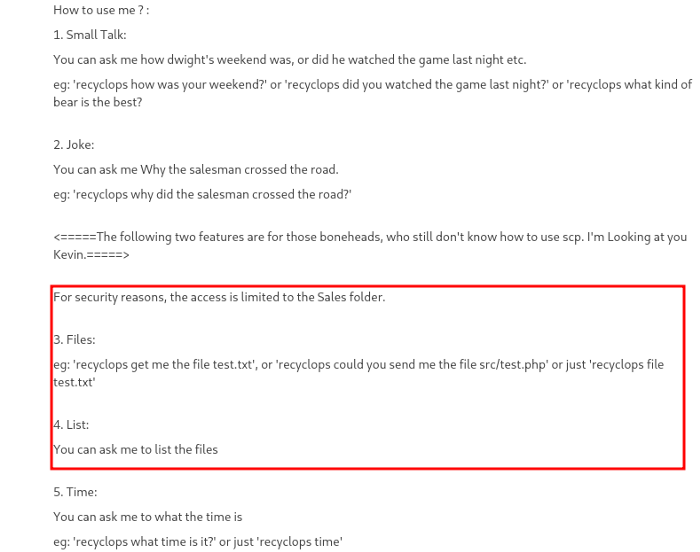 How to use me ? :
1. Small Talk:
You can ask me how dwight's weekend was, or did he watched the game last night etc.
eg: 'recyclops how was your weekend?' or 'recyclops did you watched the game last night?' or 'recyclops what kind of
bear is the best?
2. Joke:
You can ask me Why the salesman crossed the road.
eg: 'recyclops why did the salesman crossed the road?'
<=====The following two features are for those boneheads, who still don't know how to use scp. I'm Looking at you
Kevin.=====>
For security reasons, the access is limited to the Sales folder.
3. Files:
eg: 'recyclops get me the file test.txt', or 'recyclops could you send me the file src/test.php' or just 'recyclops file
test.txt'
4. List:
You can ask me to list the files
5. Time:
You can ask me to what the time is
eg: 'recyclops what time is it?' or just 'recyclops time'